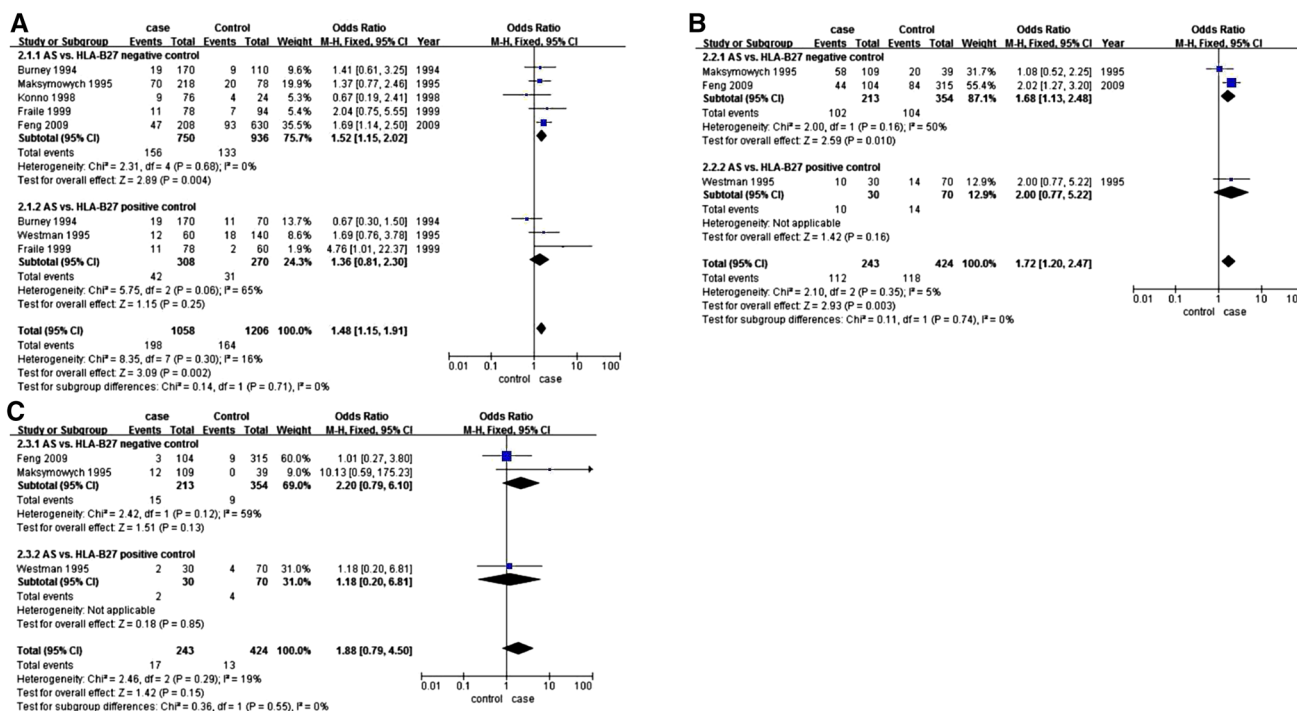 A
case Control Odds Ratio Odds Ratio
Study or Subgroup Events Total Events Total Weight M-H, Fixed, 95% CI Year M-H, Fixed, 95% CI
2.1.1 AS vs. HLA-B27 negative control
Burney 1994 19 170 9 110 9.6% 1.41 [0.61, 3.25] 1994
Maksymowych 1995 70 218 20 78 19.9% 1.37 [0.77, 2.46] 1995
Konno 1998 9 76 4 24 5.3% 0.67 [0.19, 2.41] 1998
Fraile 1999 11 78 7 94 5.4% 2.04 [0.75, 5.55] 1999
Feng 2009 47 208 93 630 35.5% 1.69 [1.14, 2.50] 2009
Subtotal (95% CI) 750 936 75.7% 1.52 [1.15, 2.02]
Total events 156 133
Heterogeneity: Chi² = 2.31, df = 4 (P = 0.68); I² = 0%
Test for overall effect: Z = 2.89 (P = 0.004)
2.1.2 AS vs. HLA-B27 positive control
Burney 1994 19 170 11 70 13.7% 0.67 [0.30, 1.50] 1994
Westman 1995 12 60 18 140 8.6% 1.69 [0.76, 3.78] 1995
Fraile 1999 11 78 2 60 1.9% 4.76 [1.01, 22.37] 1999
Subtotal (95% CI) 308 270 24.3% 1.36 [0.81, 2.30]
Total events 42 31
Heterogeneity: Chi² = 5.75, df = 2 (P = 0.06); I² = 65%
Test for overall effect: Z = 1.15 (P = 0.25)
Total (95% CI) 1058 1206 100.0% 1.48 [1.15, 1.91]
Total events 198 164
Heterogeneity: Chi² = 8.35, df = 7 (P = 0.30); I² = 16%
Test for overall effect: Z = 3.09 (P = 0.002)
Test for subgroup differences: Chi² = 0.14, df = 1 (P = 0.71), I² = 0%
0.01 0.1 1 10 100
control case
B
case Control Odds Ratio Odds Ratio
Study or Subgroup Events Total Events Total Weight M-H, Fixed, 95% CI Year M-H, Fixed, 95% CI
2.2.1 AS vs. HLA-B27 negative control
Maksymowych 1995 58 109 20 39 31.7% 1.08 [0.52, 2.25] 1995
Feng 2009 44 104 84 315 55.4% 2.02 [1.27, 3.20] 2009
Subtotal (95% CI) 213 354 87.1% 1.68 [1.13, 2.48]
Total events 102 104
Heterogeneity: Chi² = 2.00, df = 1 (P = 0.16); I² = 50%
Test for overall effect: Z = 2.59 (P = 0.010)
2.2.2 AS vs. HLA-B27 positive control
Westman 1995 10 30 14 70 12.9% 2.00 [0.77, 5.22] 1995
Subtotal (95% CI) 30 70 12.9% 2.00 [0.77, 5.22]
Total events 10 14
Heterogeneity: Not applicable
Test for overall effect: Z = 1.42 (P = 0.16)
Total (95% CI) 243 424 100.0% 1.72 [1.20, 2.47]
Total events 112 118
Heterogeneity: Chi² = 2.10, df = 2 (P = 0.35); I² = 5%
Test for overall effect: Z = 2.93 (P = 0.003)
Test for subgroup differences: Chi² = 0.11, df = 1 (P = 0.74), I² = 0%
0.01 0.1 1 10
control case
C
case Control Odds Ratio Odds Ratio
Study or Subgroup Events Total Events Total Weight M-H, Fixed, 95% CI M-H, Fixed, 95% CI
2.3.1 AS vs. HLA-B27 negative control
Feng 2009 3 104 9 315 60.0% 1.01 [0.27, 3.80]
Maksymowych 1995 12 109 0 39 9.0% 10.13 [0.59, 175.23]
Subtotal (95% CI) 213 354 69.0% 2.20 [0.79, 6.10]
Total events 15 9
Heterogeneity: Chi² = 2.42, df = 1 (P = 0.12); I² = 59%
Test for overall effect: Z = 1.51 (P = 0.13)
2.3.2 AS vs. HLA-B27 positive control
Westman 1995 2 30 4 70 31.0% 1.18 [0.20, 6.81]
Subtotal (95% CI) 30 70 31.0% 1.18 [0.20, 6.81]
Total events 2 4
Heterogeneity: Not applicable
Test for overall effect: Z = 0.18 (P = 0.85)
Total (95% CI) 243 424 100.0% 1.88 [0.79, 4.50]
Total events 17 13
Heterogeneity: Chi² = 2.46, df = 2 (P = 0.29); I² = 19%
Test for overall effect: Z = 1.42 (P = 0.15)
Test for subgroup differences: Chi² = 0.36, df = 1 (P = 0.55), I² = 0%
0.01 0.1 1 10 100
control case